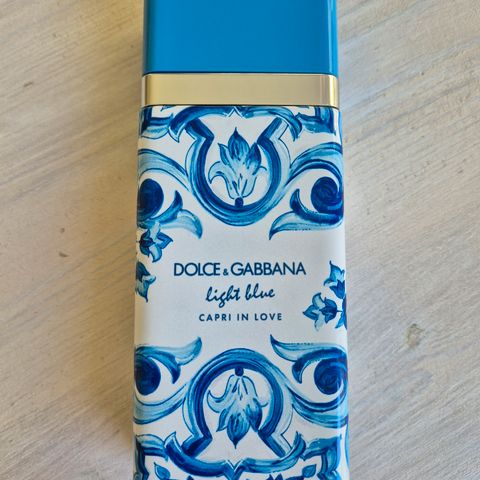 DOLCE & GABBANA
light blue
CAPRI IN LOVE